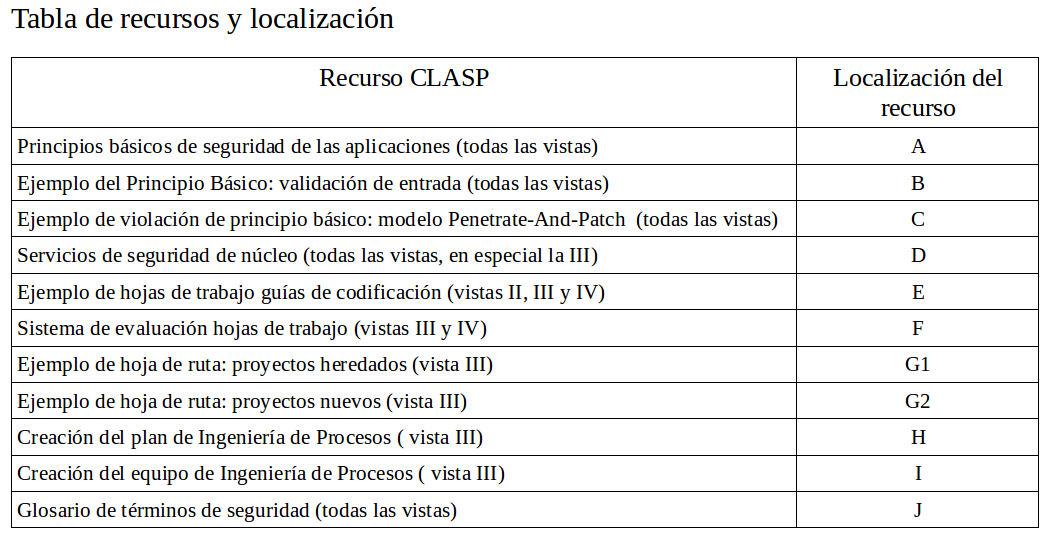 Tabla de recursos y localización
Recurso CLASP
Localización del
recurso
Principios básicos de seguridad de las aplicaciones (todas las vistas)
A
Ejemplo del Principio Básico: validación de entrada (todas las vistas)
B
Ejemplo de violación de principio básico: modelo Penetrate-And-Patch (todas las vistas)
C
Servicios de seguridad de núcleo (todas las vistas, en especial la III)
D
Ejemplo de hojas de trabajo guías de codificación (vistas II, III y IV)
E
Sistema de evaluación hojas de trabajo (vistas III y IV)
F
Ejemplo de hoja de ruta: proyectos heredados (vista III)
G1
Ejemplo de hoja de ruta: proyectos nuevos (vista III)
G2
Creación del plan de Ingeniería de Procesos ( vista III)
H
Creación del equipo de Ingeniería de Procesos ( vista III)
I
Glosario de términos de seguridad (todas las vistas)
J